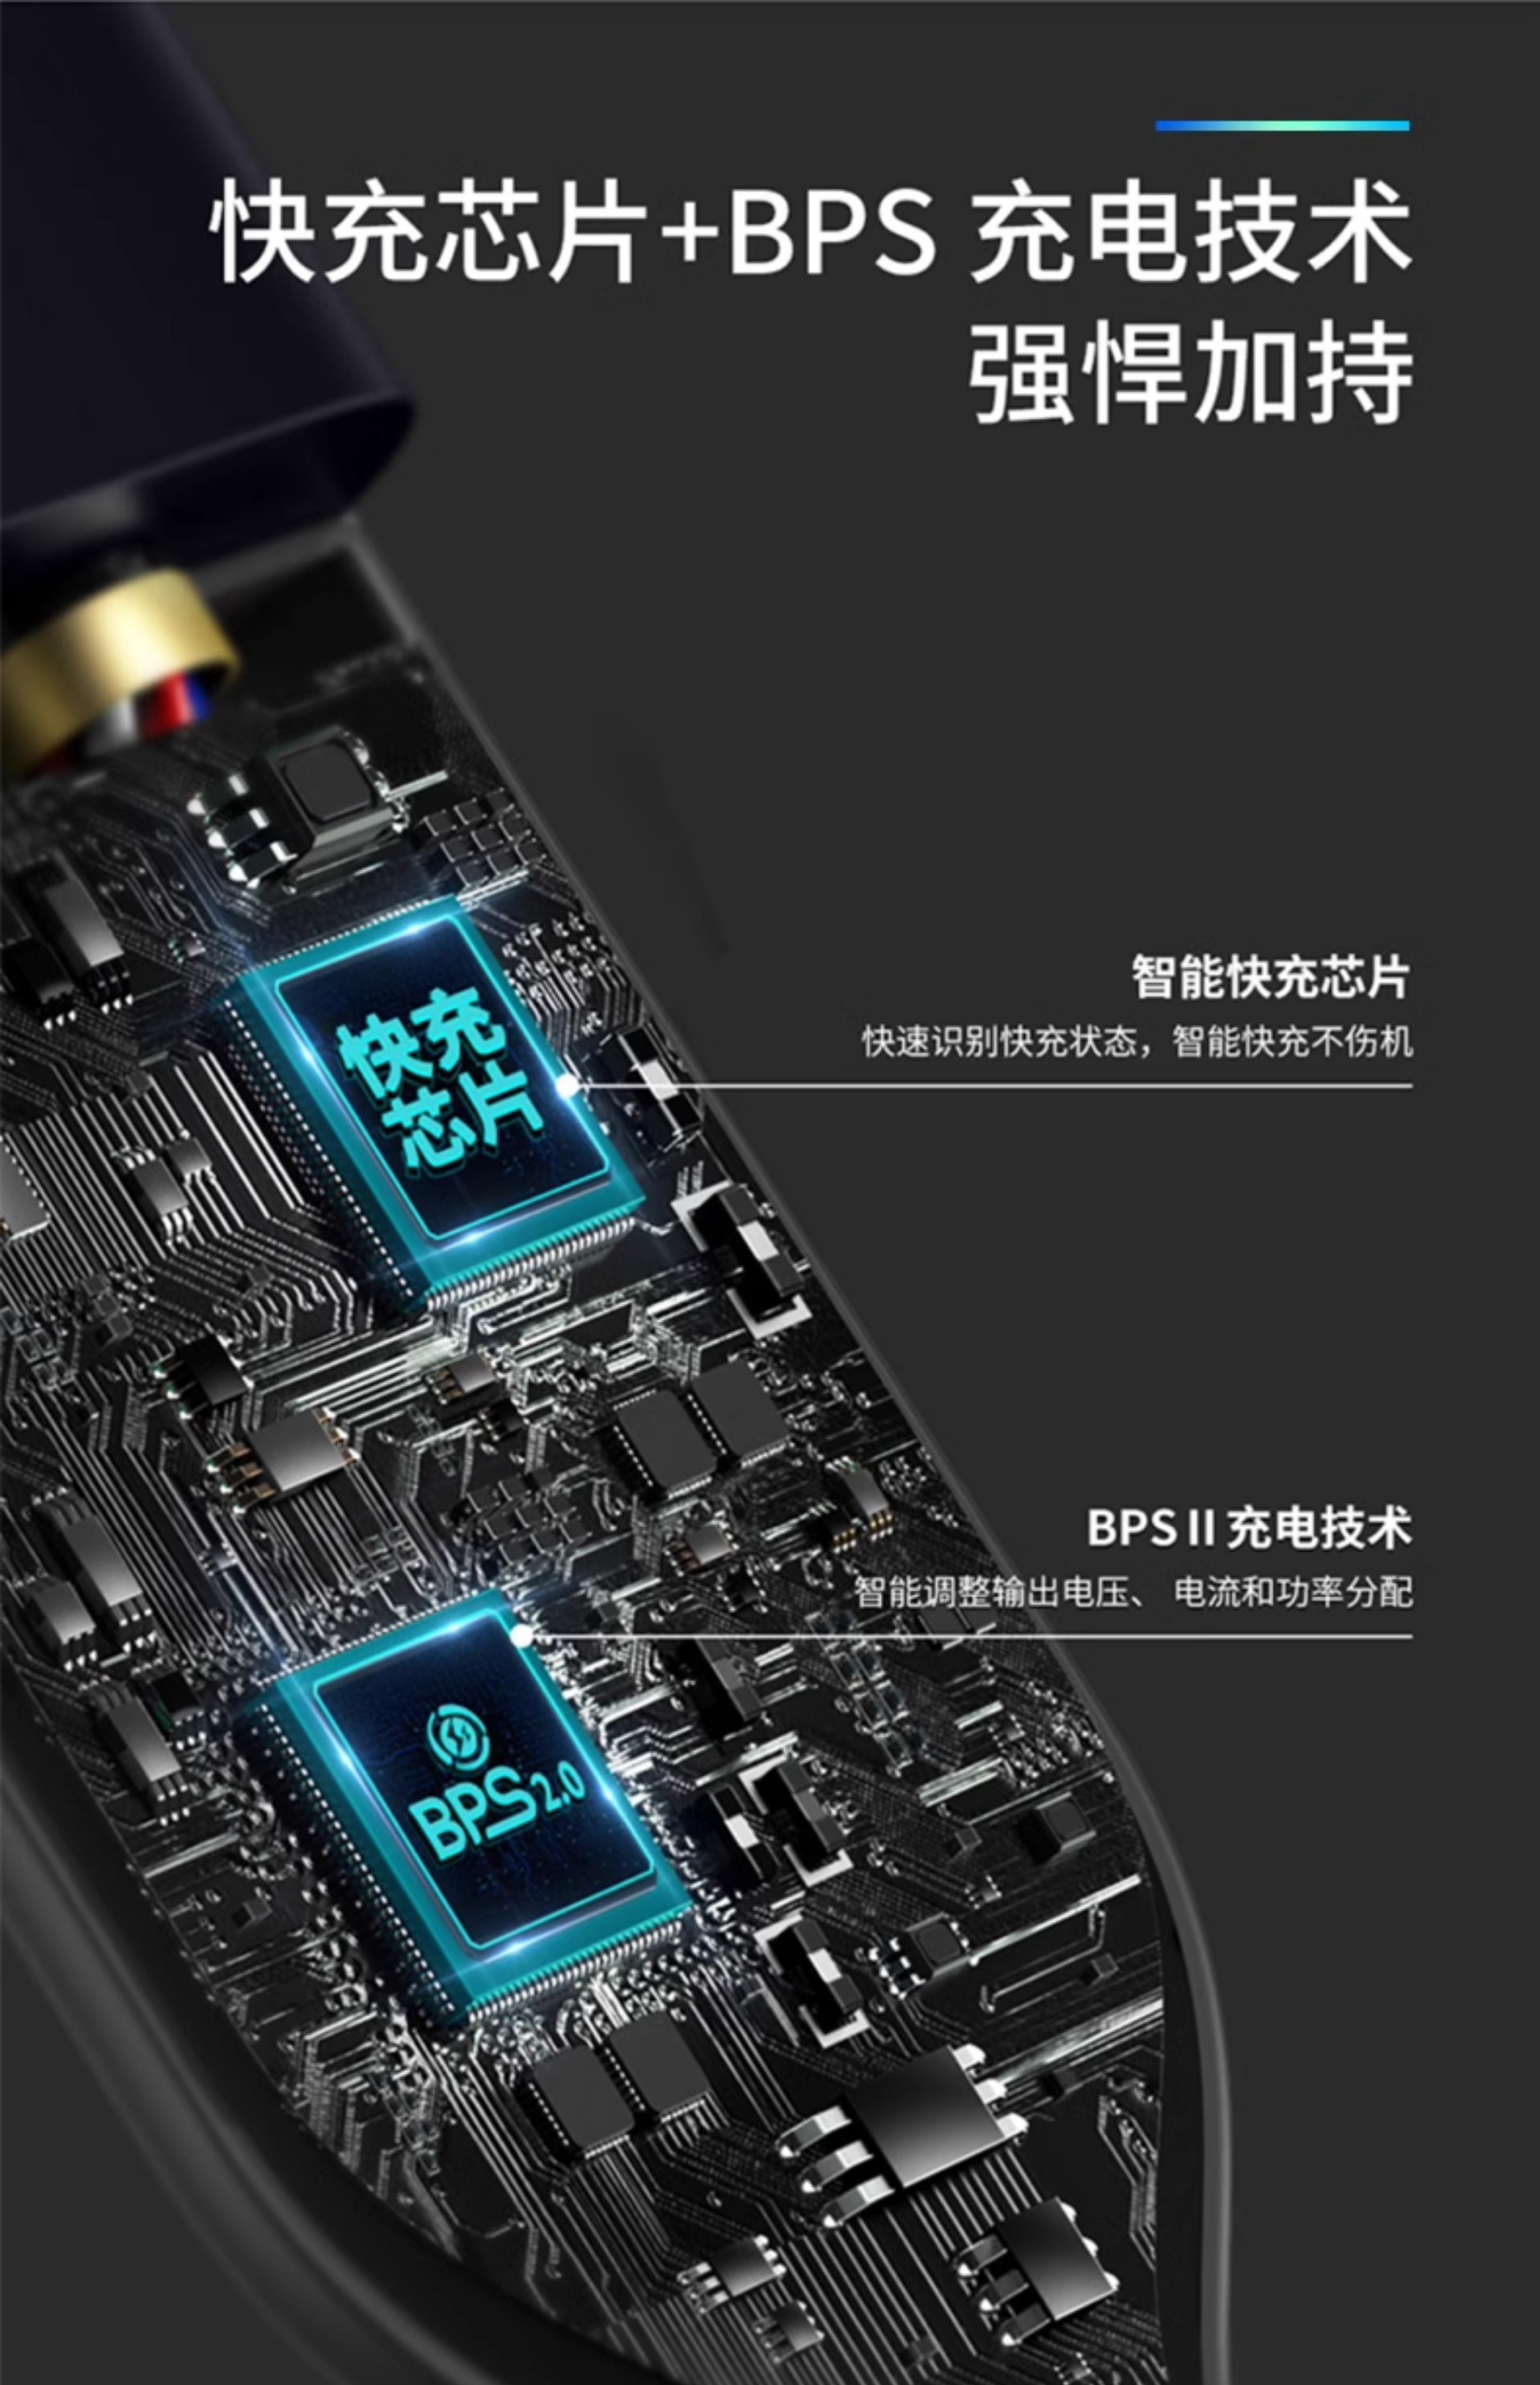 快充芯片+BPS 充电技术
强悍加持
智能快充芯片
快速识别快充状态，智能快充不伤机
快充
芯片
BPS II 充电技术
智能调整输出电压、 电流和功率分配
BPS 2.0